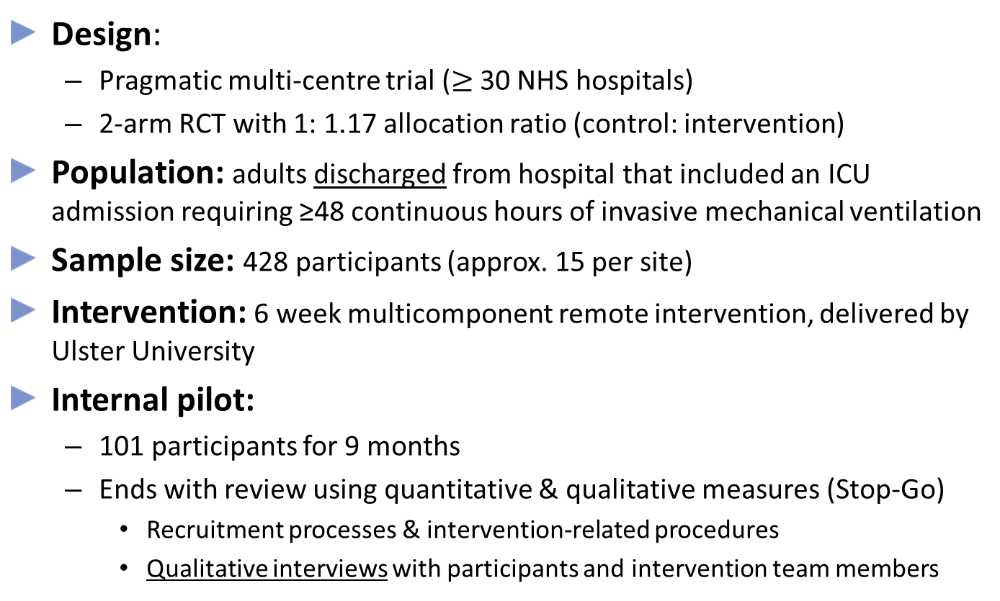 Design:
– Pragmatic multi-centre trial (≥ 30 NHS hospitals)
– 2-arm RCT with 1: 1.17 allocation ratio (control: intervention)
Population: adults discharged from hospital that included an ICU
admission requiring ≥48 continuous hours of invasive mechanical ventilation
Sample size: 428 participants (approx. 15 per site)
Intervention: 6 week multicomponent remote intervention, delivered by
Ulster University
Internal pilot:
– 101 participants for 9 months
– Ends with review using quantitative & qualitative measures (Stop-Go)
• Recruitment processes & intervention-related procedures
• Qualitative interviews with participants and intervention team members